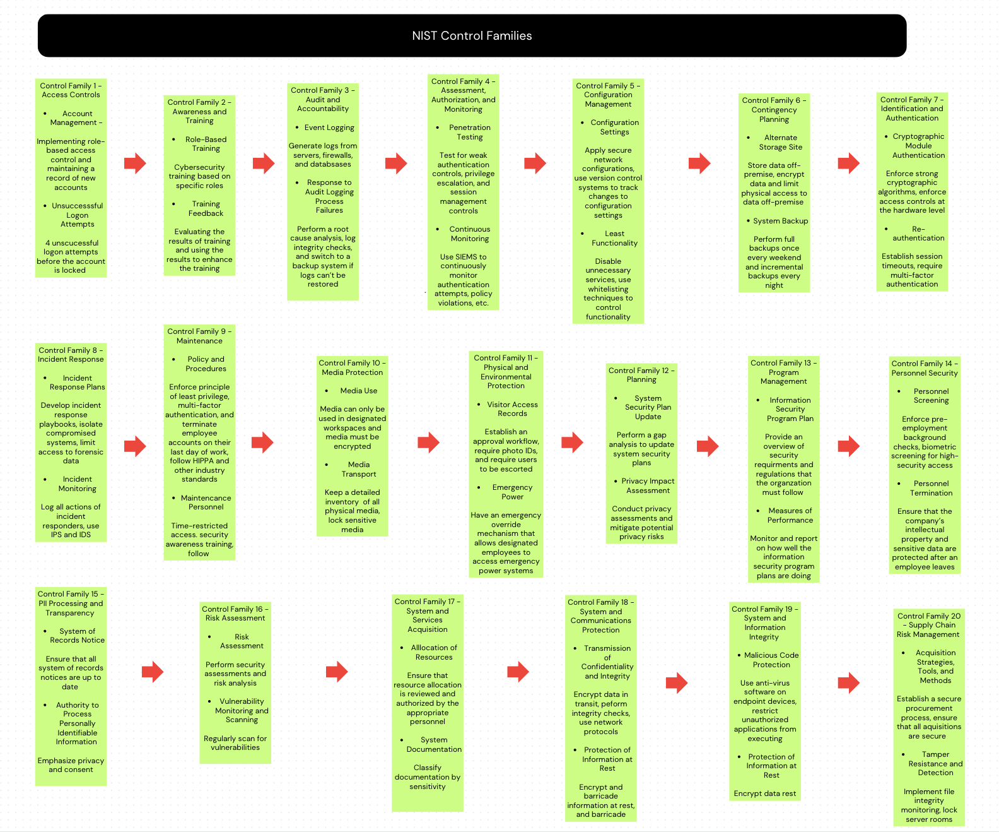 NIST Control Families
Control Family 1 -
Access Controls
• Account
Management -
Implementing role-
based access
control and
maintaining a
record of new
accounts
• Unsuccesssful
Logon
Attempts
4 unscucessful
logon attempts
before the account
is locked
Control Family 2 -
Awareness and
Training
• Role-Based
Training
Cybersecurity
training based on
specific roles
• Training
Feedback
Evaluating the
results of training
and using the
results to enhance
the training
Control Family 3 -
Audit and
Accountability
• Event Logging
Generate logs from
servers, firewalls,
and databsases
• Response to
Audit Logging
Process
Failures
Perform a root
cause analysis, log
integrity checks,
and switch to a
backup system if
logs can't be
restored
Control Family 4 -
Assessment,
Authorization, and
Monitoring
• Penetration
Testing
Test for weak
authentication
controls, privilege
escalation, and
session
management
controls
• Continuous
Monitoring
Use SIEMS to
continuously
monitor
authentication
attempts, policy
violations, etc.
Control Family 5 -
Configuration
Management
• Configuration
Settings
Apply secure
network
configurations,
use version control
systems to track
changes to
configuration
settings
• Least
Functionality
Disable
unnecessary
services, use
whitelisting
techniques to
control
functionality
Control Family 6 -
Contingency
Planning
• Alternate
Storage Site
Store data off-
premise, encrypt
data and limit
physical access to
data off-premise
• System Backup
Perform full
backups once
every weekend
and incremental
backups every
night
Control Family 7 -
Identification and
Authentication
• Cryptographic
Module
Authentication
Enforce strong
cryptographic
algorithms, enforce
access controls at
the hardware level
• Re-
authentication
Establish session
timeouts, require
multi-factor
authentication
Control Family 8 -
Incident Response
• Incident
Response Plans
Develop incident
response
playbooks, isolate
compromised
systems, limit
access to forensic
data
• Incident
Monitoring
Log all actions of
incident
responders, use
IPS and IDS
Control Family 9 -
Maintenance
• Policy and
Procedures
Enforce principle
of least privilege,
multi-factor
authentication, and
terminate
employee
accounts on their
last day of work,
follow HIPPA and
other industry
standards
• Maintencance
Personnel
Time-restricted
access. security
awareness training,
follow
Control Family 10 -
Media Protection
• Media Use
Media can only be
used in designated
workspaces and
media must be
encrypted
• Media
Transport
Keep a detailed
inventory of all
physical media,
lock sensitive
media
Control Family 11 -
Physical and
Environmental
Protection
• Visitor Access
Records
Establish an
approval workflow,
require photo IDs,
and require users
to be escorted
• Emergency
Power
Have an emergency
override
mechanism that
allows designated
employees to
access emergency
power systems
Control Family 12 -
Planning
• System
Security Plan
Update
Perform a gap
analysis to update
system security
plans
• Privacy Impact
Assessment
Conduct privacy
assessments and
mitigate potential
privacy risks
Control Family 13 -
Program
Management
• Information
Security
Program Plan
Provide an
overview of
security
requirments and
regulations that
the organzation
must follow
• Measures of
Performance
Monitor and report
on how well the
information
security program
plans are doing
Control Family 14 -
Personnel Security
• Personnel
Screening
Enforce pre-
employment
background
checks, biometric
screening for high-
security access
• Personnel
Termination
Ensure that the
company's
intellectual
property and
sensitive data are
protected after an
employee leaves
Control Family 15 -
PII Processing and
Transparency
• System of
Records Notice
Ensure that all
system of records
notices are up to
date
• Authority to
Process
Personally
Identifiable
Information
Emphasize privacy
and consent
Control Family 16 -
Risk Assessment
• Risk
Assessment
Perform security
assessments and
risk analysis
• Vulnerability
Monitoring and
Scanning
Regularly scan for
vulnerabilities
Control Family 17 -
System and
Services
Acquisition
• Alllocation of
Resources
Ensure that
resource allocation
is reviewed and
authorized by the
appropriate
personnel
• System
Documentation
Classify
documentation by
sensitivity
Control Family 18 -
System and
Communications
Protection
• Transmission
of
Confidentiality
and Integrity
Encrypt data in
transit, peform
integrity checks,
use network
protocols
• Protection of
Information at
Rest
Encrypt and
barricade
information at rest,
and barricade
Control Family 19 -
System and
Information
Integrity
• Malicious Code
Protection
Use anti-virus
software on
endpoint devices,
restrict
unauthorized
applications from
executing
• Protection of
Information at
Rest
Encrypt data rest
Control Family 20
- Supply Chain
Risk Management
• Acquisition
Strategies,
Tools, and
Methods
Establish a secure
procurement
process, ensure
that all aquisitions
are secure
• Tamper
Resistance and
Detection
Implement file
integrity
monitoring, lock
server rooms